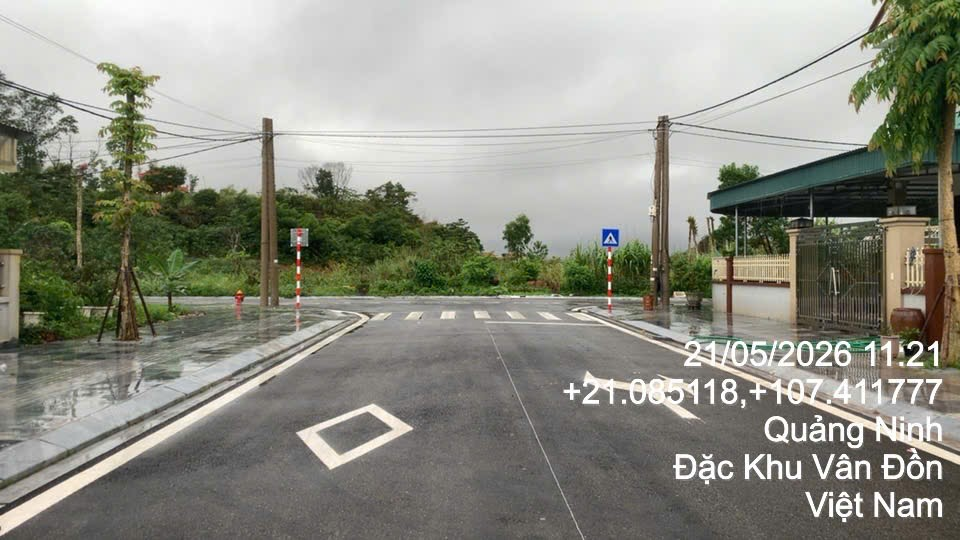 21/05/2026 11.21
+21.085118,+107.411777
Quảng Ninh
Đặc Khu Vân Đồn
Việt Nam